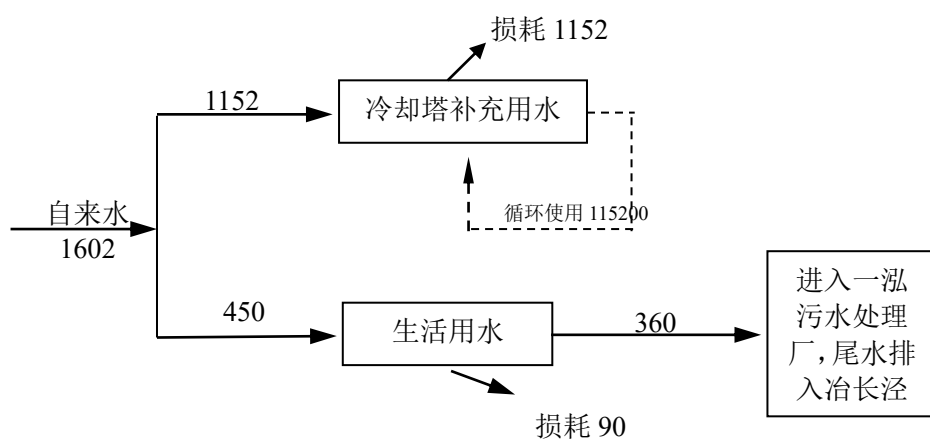 损耗 1152
1152
冷却塔补充用水
循环使用 115200
自来水
1602
450
生活用水
360
进入一泓
污水处理
厂，尾水排
入冶长泾
损耗 90